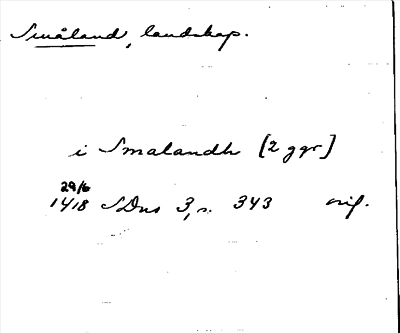 Småland, landskap.
i Smalandh [2 ggr]
29/6
1418 SDns 3, s. 343 orig.